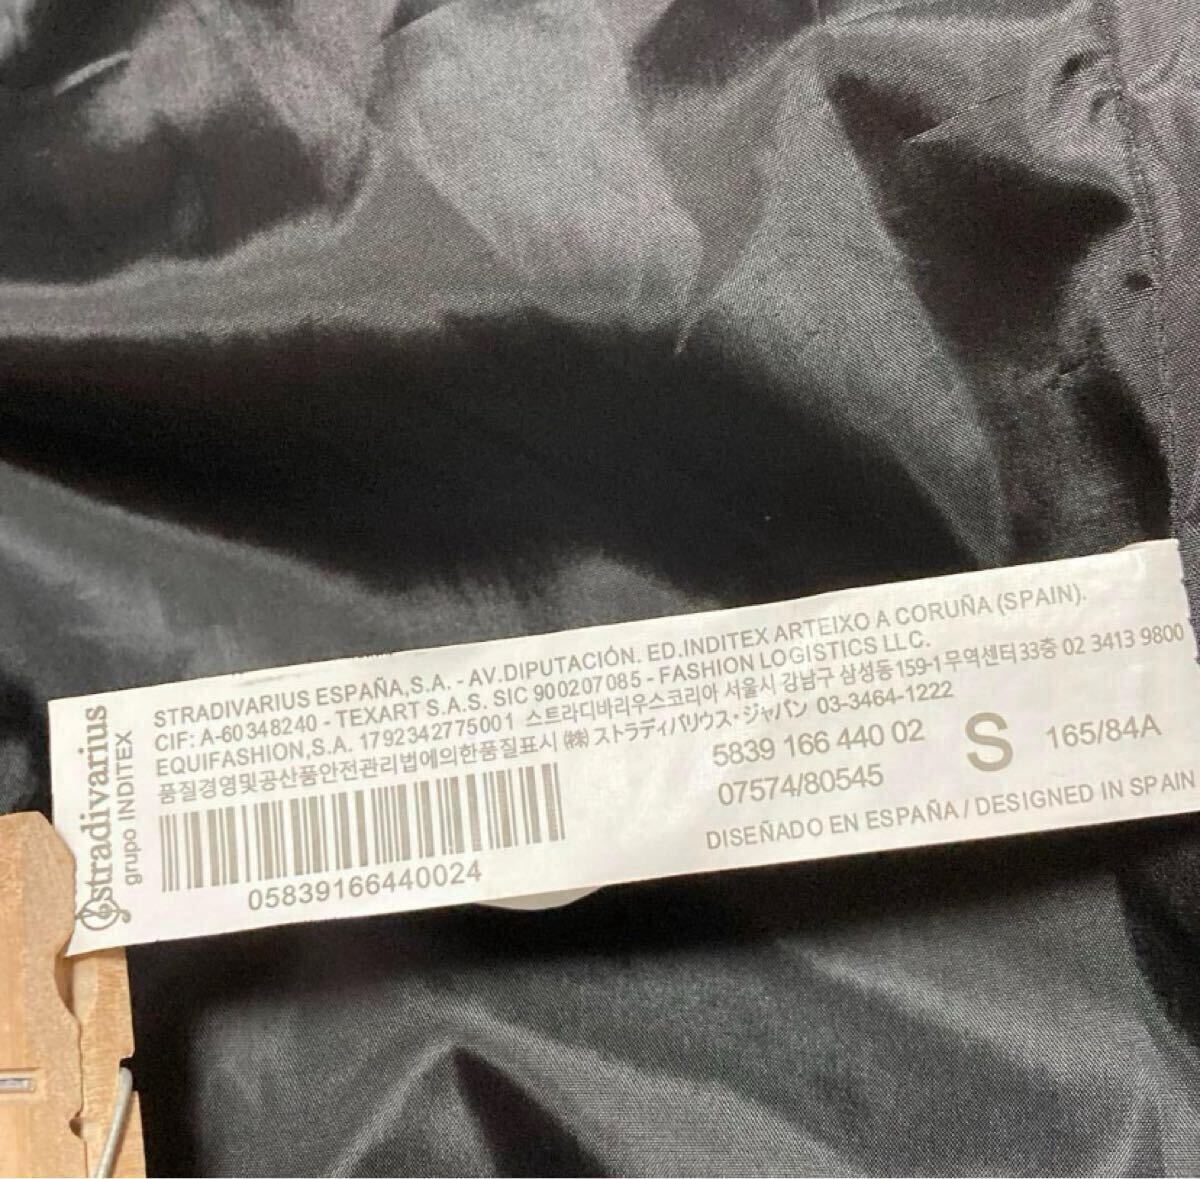 stradivarius
grupo INDITEX
STRADIVARIUS ESPAÑA,S.A. - AV.DIPUTACIÓN. ED.INDITEX ARTEIXO A CORUÑA (SPAIN).
CIF: A-60348240 - TEXART S.A.S. SIC 900207085 - FASHION LOGISTICS LLC.
EQUIFASHION,S.A. 1792342775001 스트라디바리우스코리아 서울시 강남구 삼성동159-1무역센터33층 02 3413 9800
품질경영및공산품안전관리법에의한품질표시 (株) ストラディバリウス・ジャパン 03-3464-1222
5839 166 440 02
07574/80545
S
165/84A
05839166440024
DISEÑADO EN ESPAÑA / DESIGNED IN SPAIN